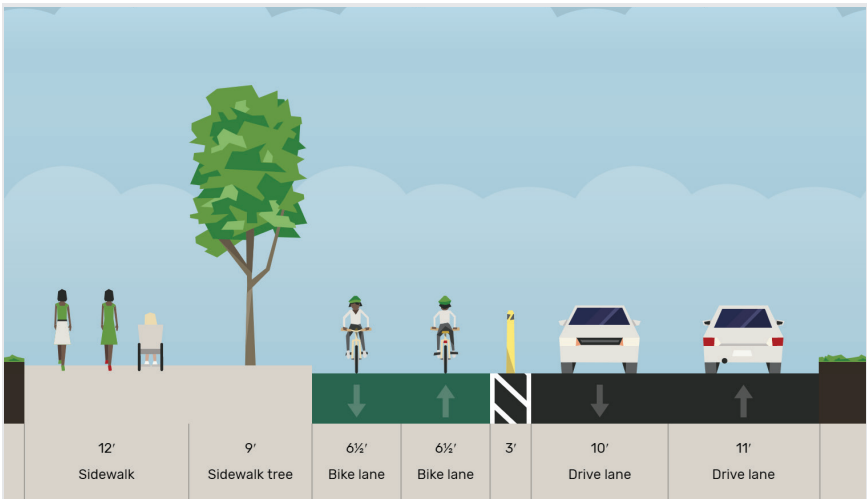 12′
Sidewalk
9′
Sidewalk tree
6½′
Bike lane
6½′
Bike lane
3′
10′
Drive lane
11′
Drive lane